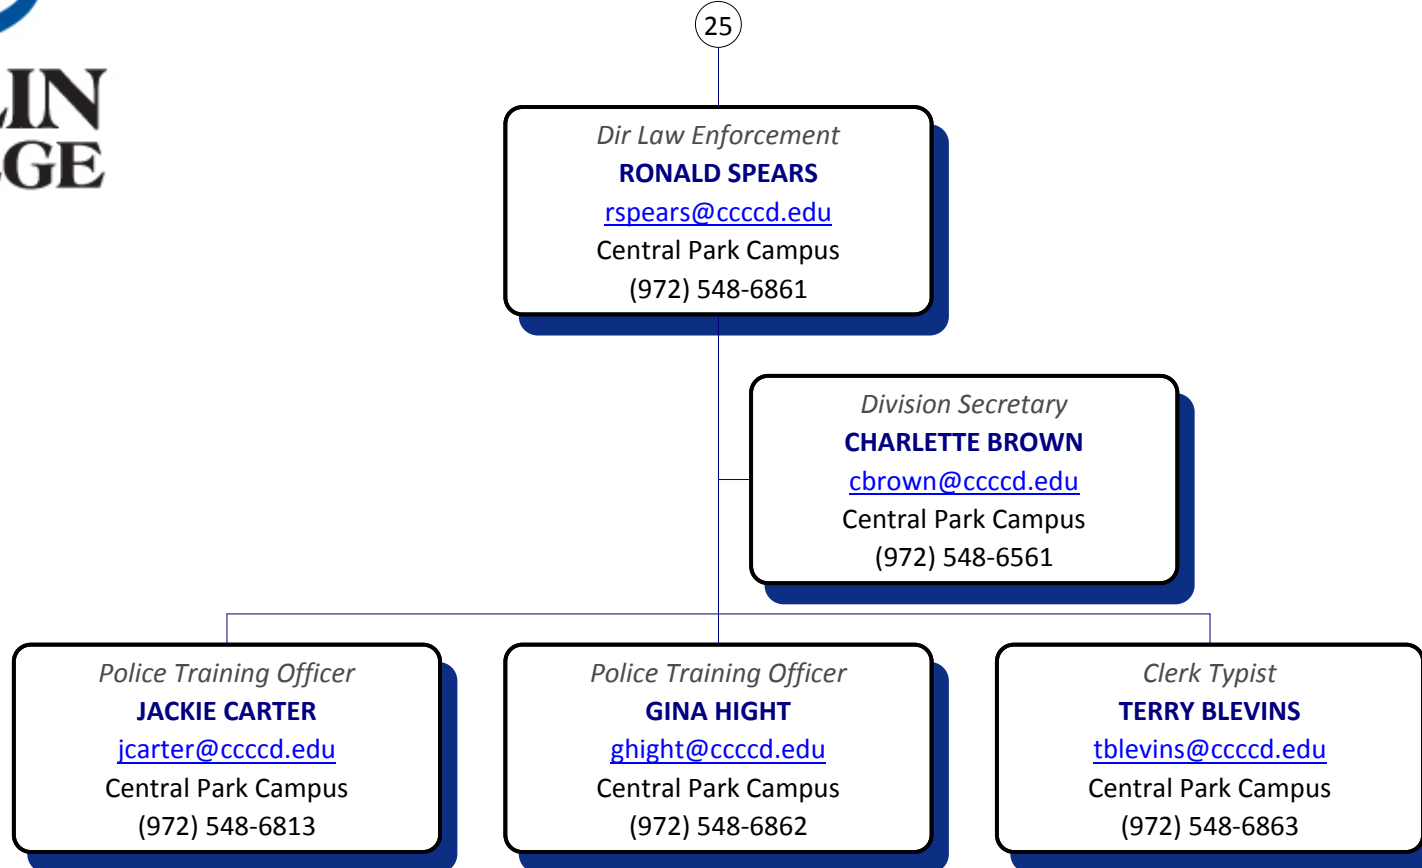 25
LIN
EGE
Dir Law Enforcement
RONALD SPEARS
rspears@ccccd.edu
Central Park Campus
(972) 548-6861
Division Secretary
CHARLETTE BROWN
cbrown@ccccd.edu
Central Park Campus
(972) 548-6561
Police Training Officer
JACKIE CARTER
jcarter@ccccd.edu
Central Park Campus
(972) 548-6813
Police Training Officer
GINA HIGHT
ghight@ccccd.edu
Central Park Campus
(972) 548-6862
Clerk Typist
TERRY BLEVINS
tblevins@ccccd.edu
Central Park Campus
(972) 548-6863